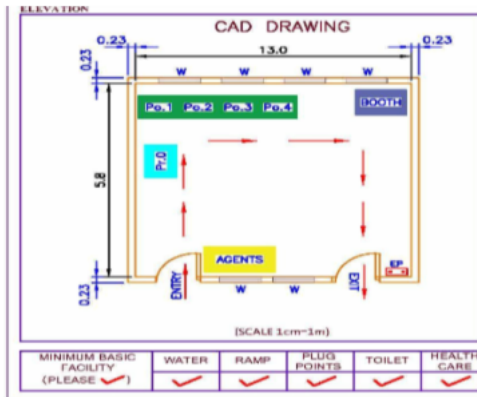 ELEVATION
CAD DRAWING
0.23 13.0 0.23
0.23
W W W W
Po.1 Po.2 Po.3 Po.4 BOOTH
Pr.O
5.8
AGENTS
EP
0.23
ENTRY W W EXIT
(SCALE 1cm=1m)
MINIMUM BASIC FACILITY (PLEASE ✓) WATER RAMP PLUG POINTS TOILET HEALTH CARE
✓ ✓ ✓ ✓ ✓